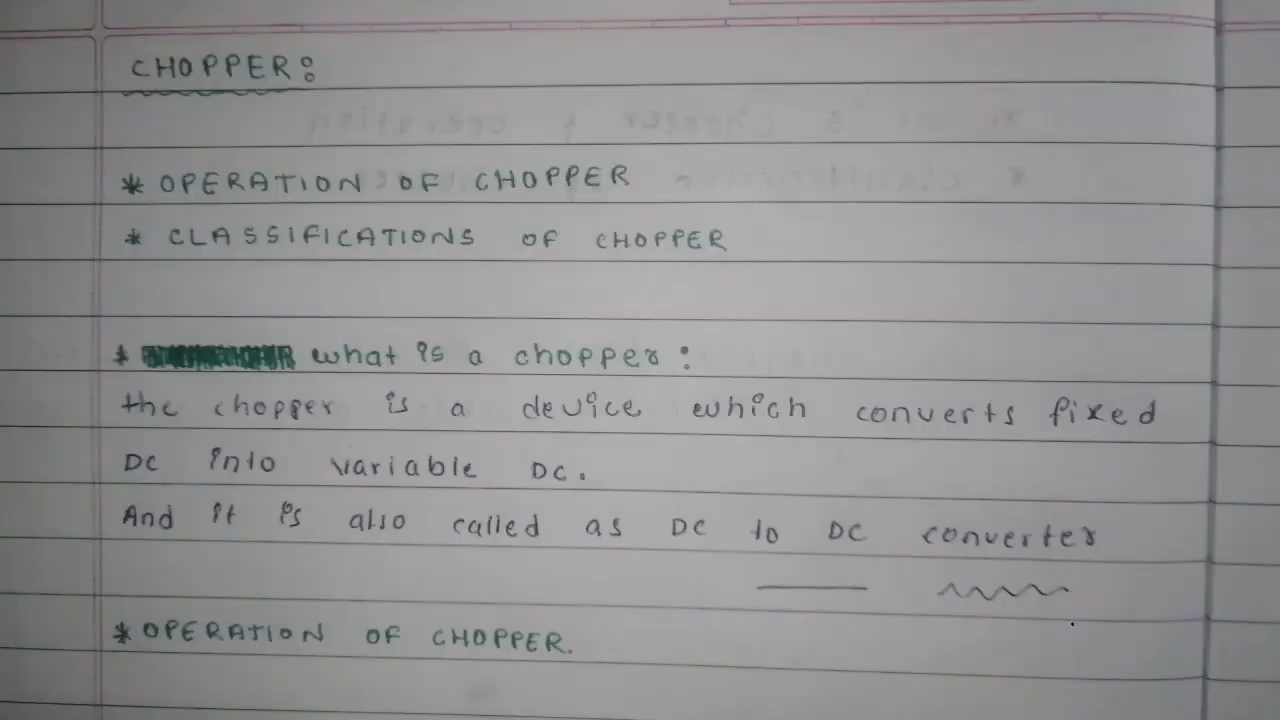 CHOPPER:
* OPERATION OF CHOPPER
* CLASSIFICATIONS OF CHOPPER
* what is a chopper :
the chopper is a device which converts fixed
DC into variable DC.
And it is also called as DC to DC converter
* OPERATION OF CHOPPER.